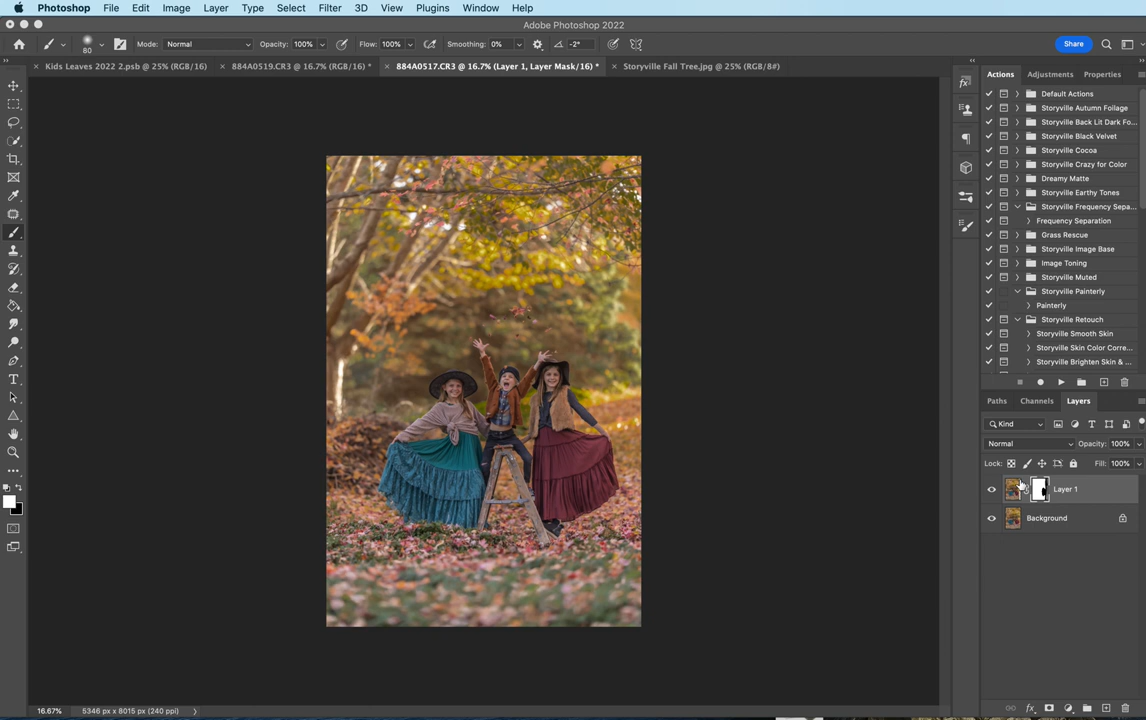 Photoshop File Edit Image Layer Type Select Filter 3D View Plugins Window Help
Adobe Photoshop 2022
80 Mode: Normal Opacity: 100% Flow: 100% Smoothing: 0% -2° Share
Kids Leaves 2022 2.psb @ 25% (RGB/16) 884A0519.CR3 @ 16.7% (RGB/16) * 884A0517.CR3 @ 16.7% (Layer 1, Layer Mask/16) * Storyville Fall Tree.jpg @ 25% (RGB/8#)
Actions Adjustments Properties
Default Actions
Storyville Autumn Foilage
Storyville Back Lit Dark Fo...
Storyville Black Velvet
Storyville Cocoa
Storyville Crazy for Color
Dreamy Matte
Storyville Earthy Tones
Storyville Frequency Sepa...
Frequency Separation
Grass Rescue
Storyville Image Base
Image Toning
Storyville Muted
Storyville Painterly
Painterly
Storyville Retouch
Storyville Smooth Skin
Storyville Skin Color Corre...
Storyville Brighten Skin & ...
Paths Channels Layers
Kind
Normal Opacity: 100%
Lock: Fill: 100%
Layer 1
Background
16.67% 5346 px x 8015 px (240 ppi)